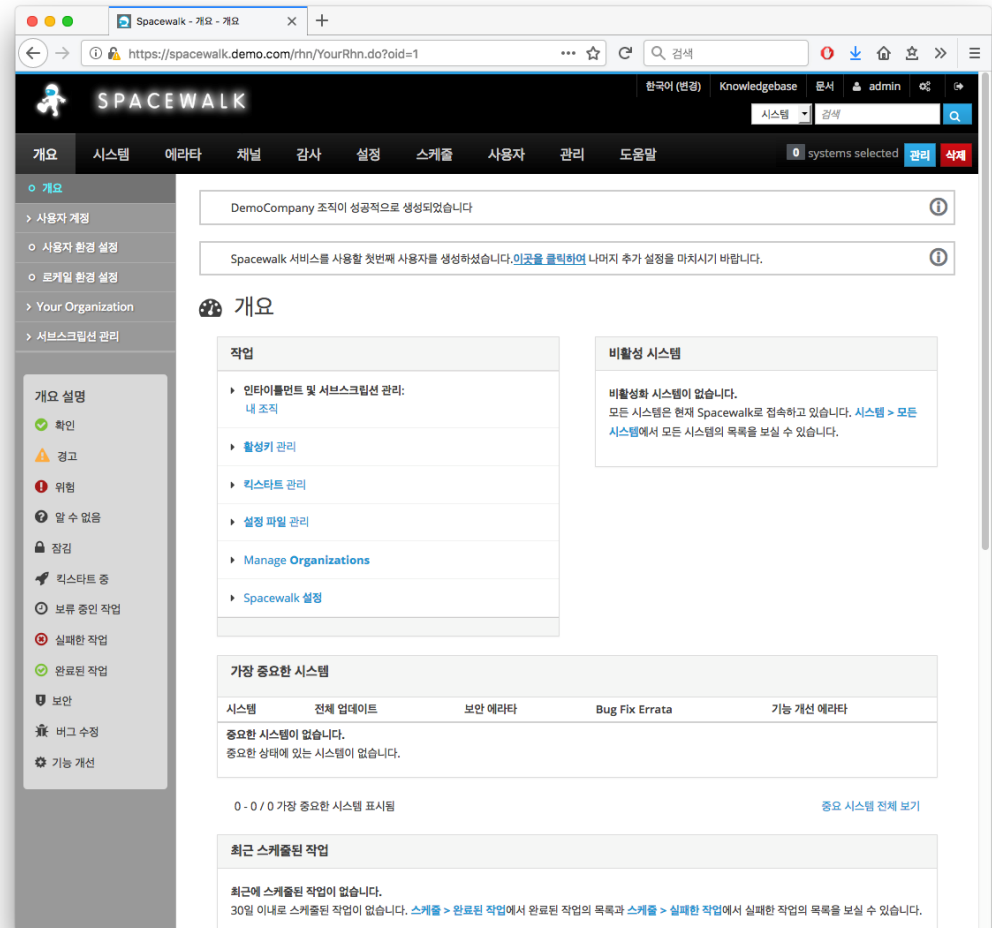 Spacewalk - 개요 - 개요
https://spacewalk.demo.com/rhn/YourRhn.do?oid=1
검색
SPACEWALK
한국어 (변경) Knowledgebase 문서 admin
시스템 검색
개요 시스템 에라타 채널 감사 설정 스케줄 사용자 관리 도움말 0 systems selected 관리 삭제
개요
사용자 계정
사용자 환경 설정
로케일 환경 설정
Your Organization
서브스크립션 관리
개요 설명
확인
경고
위험
알 수 없음
잠김
킥스타트 중
보류 중인 작업
실패한 작업
완료된 작업
보안
버그 수정
기능 개선
DemoCompany 조직이 성공적으로 생성되었습니다
Spacewalk 서비스를 사용할 첫번째 사용자를 생성하셨습니다.이곳을 클릭하여 나머지 추가 설정을 마치시기 바랍니다.
개요
작업
인타이틀먼트 및 서브스크립션 관리:
내 조직
활성키 관리
킥스타트 관리
설정 파일 관리
Manage Organizations
Spacewalk 설정
비활성 시스템
비활성화 시스템이 없습니다.
모든 시스템은 현재 Spacewalk로 접속하고 있습니다. 시스템 > 모든
시스템에서 모든 시스템의 목록을 보실 수 있습니다.
가장 중요한 시스템
시스템 전체 업데이트 보안 에라타 Bug Fix Errata 기능 개선 에라타
중요한 시스템이 없습니다.
중요한 상태에 있는 시스템이 없습니다.
0 - 0 / 0 가장 중요한 시스템 표시됨 중요 시스템 전체 보기
최근 스케줄된 작업
최근에 스케줄된 작업이 없습니다.
30일 이내로 스케줄된 작업이 없습니다. 스케줄 > 완료된 작업에서 완료된 작업의 목록과 스케줄 > 실패한 작업에서 실패한 작업의 목록을 보실 수 있습니다.